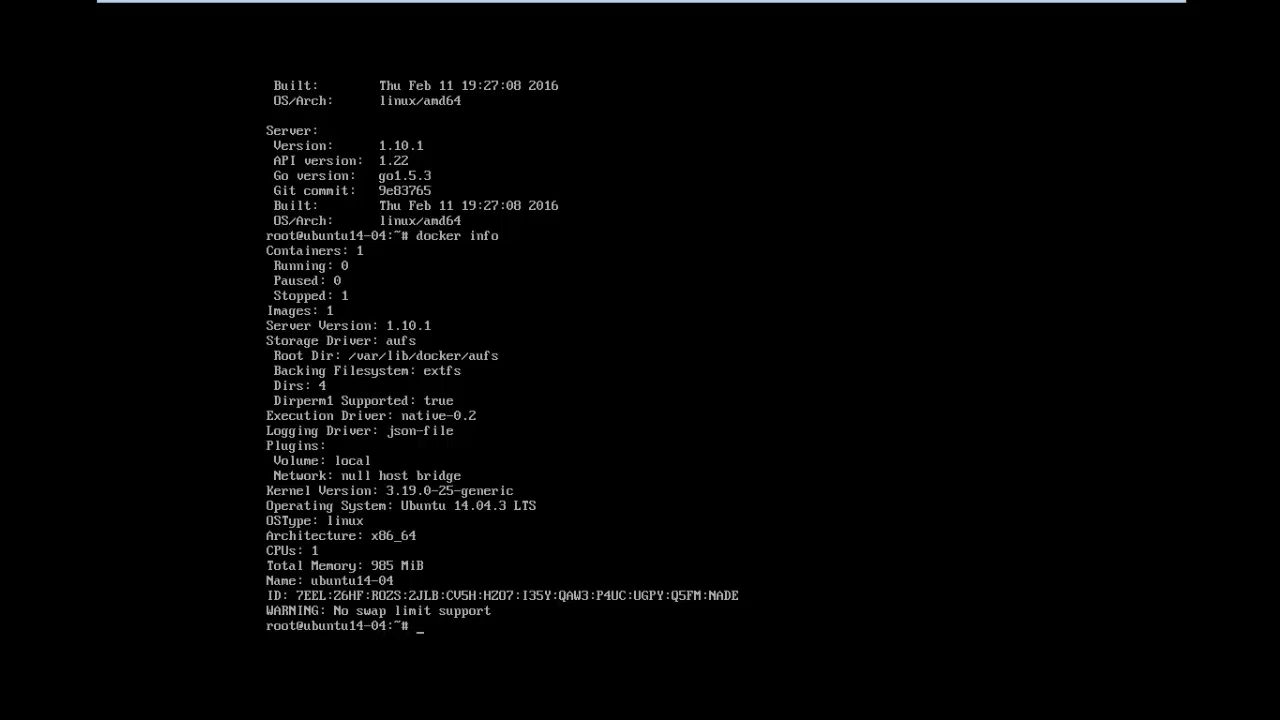 Built: Thu Feb 11 19:27:08 2016
OS/Arch: linux/amd64
Server:
Version: 1.10.1
API version: 1.22
Go version: go1.5.3
Git commit: 9e83765
Built: Thu Feb 11 19:27:08 2016
OS/Arch: linux/amd64
root@ubuntu14-04:~# docker info
Containers: 1
Running: 0
Paused: 0
Stopped: 1
Images: 1
Server Version: 1.10.1
Storage Driver: aufs
Root Dir: /var/lib/docker/aufs
Backing Filesystem: extfs
Dirs: 4
Dirperm1 Supported: true
Execution Driver: native-0.2
Logging Driver: json-file
Plugins:
Volume: local
Network: null host bridge
Kernel Version: 3.19.0-25-generic
Operating System: Ubuntu 14.04.3 LTS
OSType: linux
Architecture: x86_64
CPUs: 1
Total Memory: 985 MiB
Name: ubuntu14-04
ID: 7EEL:Z6HF:ROZS:2JLB:CV5H:HZO7:I35Y:QAW3:P4UC:UGPY:Q5FM:NADE
WARNING: No swap limit support
root@ubuntu14-04:~# _